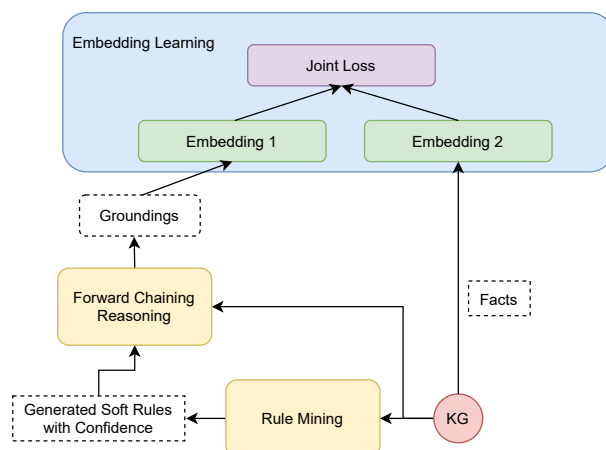 Embedding Learning
Joint Loss
Embedding 1
Embedding 2
Groundings
Forward Chaining
Reasoning
Facts
Generated Soft Rules
with Confidence
Rule Mining
KG